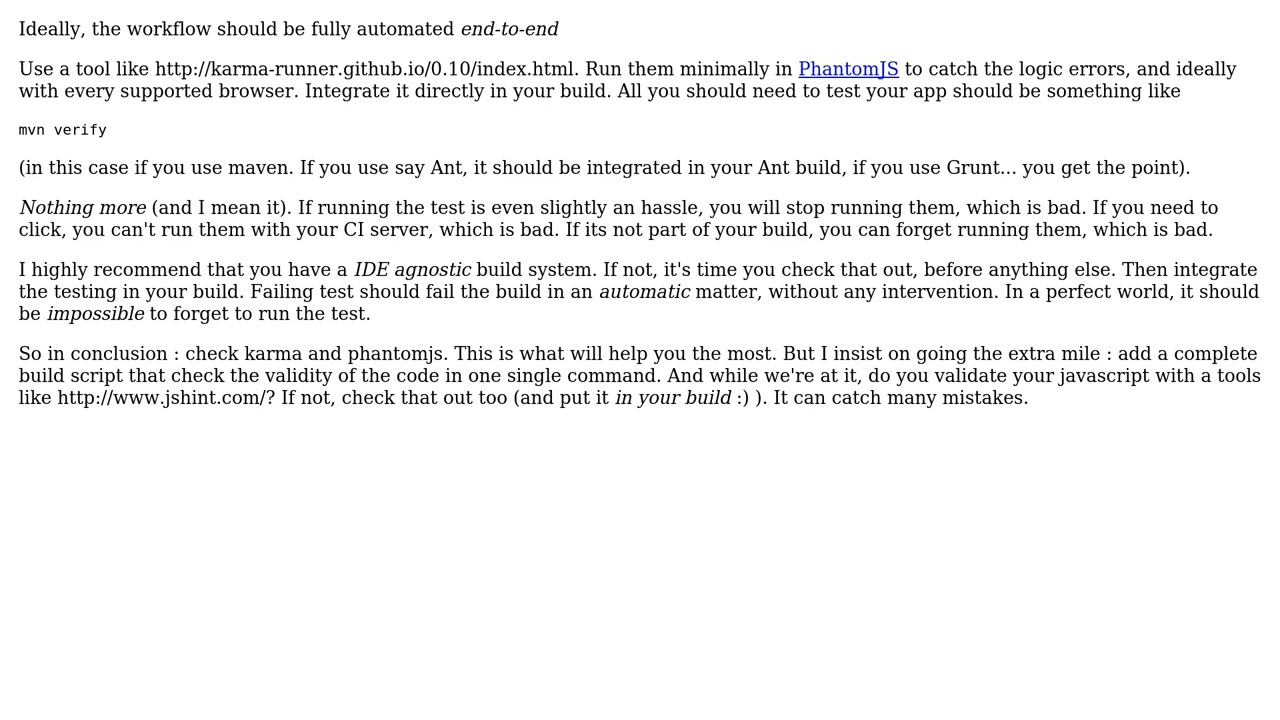 Ideally, the workflow should be fully automated end-to-end
Use a tool like http://karma-runner.github.io/0.10/index.html. Run them minimally in PhantomJS to catch the logic errors, and ideally
with every supported browser. Integrate it directly in your build. All you should need to test your app should be something like
mvn verify
(in this case if you use maven. If you use say Ant, it should be integrated in your Ant build, if you use Grunt... you get the point).
Nothing more (and I mean it). If running the test is even slightly an hassle, you will stop running them, which is bad. If you need to
click, you can't run them with your CI server, which is bad. If its not part of your build, you can forget running them, which is bad.
I highly recommend that you have a IDE agnostic build system. If not, it's time you check that out, before anything else. Then integrate
the testing in your build. Failing test should fail the build in an automatic matter, without any intervention. In a perfect world, it should
be impossible to forget to run the test.
So in conclusion : check karma and phantomjs. This is what will help you the most. But I insist on going the extra mile : add a complete
build script that check the validity of the code in one single command. And while we're at it, do you validate your javascript with a tools
like http://www.jshint.com/? If not, check that out too (and put it in your build :) ). It can catch many mistakes.